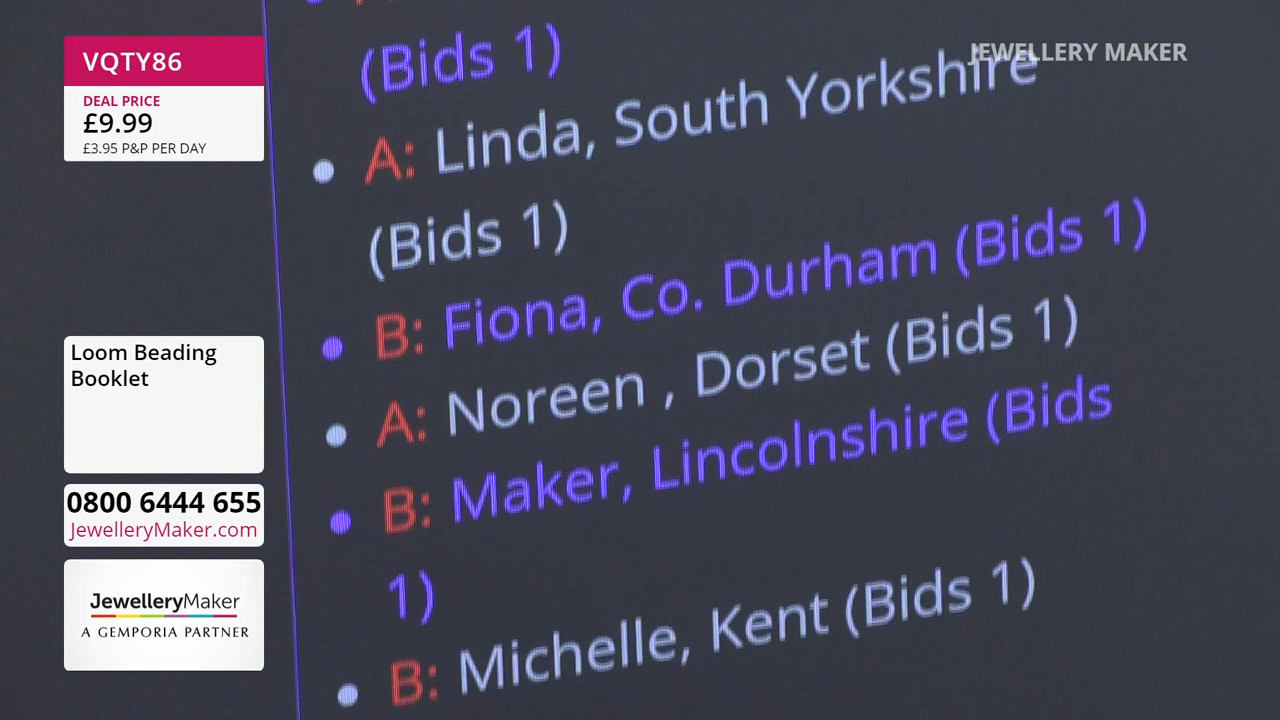 VQTY86
DEAL PRICE
£9.99
£3.95 P&P PER DAY
Loom Beading
Booklet
0800 6444 655
JewelleryMaker.com
JewelleryMaker
A GEMPORIA PARTNER
JEWELLERY MAKER
(Bids 1)
A: Linda, South Yorkshire
(Bids 1)
B: Fiona, Co. Durham (Bids 1)
A: Noreen , Dorset (Bids 1)
B: Maker, Lincolnshire (Bids
1)
B: Michelle, Kent (Bids 1)